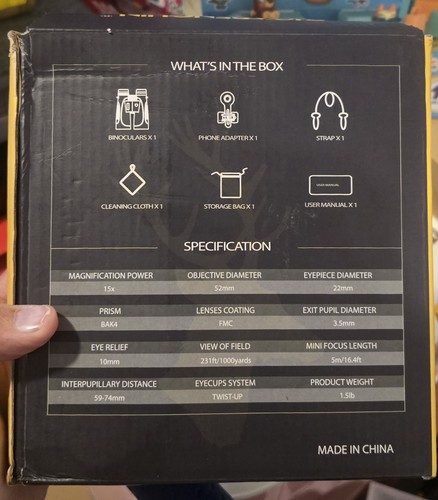 WHAT'S IN THE BOX
BINOCULARS X 1 PHONE ADAPTER X 1 STRAP X 1
USER MANUAL
CLEANING CLOTH X 1 STORAGE BAG X 1 USER MANUAL X 1
SPECIFICATION
MAGNIFICATION POWER OBJECTIVE DIAMETER EYEPIECE DIAMETER
15x 52mm 22mm
PRISM LENSES COATING EXIT PUPIL DIAMETER
BAK4 FMC 3.5mm
EYE RELIEF VIEW OF FIELD MINI FOCUS LENGTH
10mm 231ft/1000yards 5m/16.4ft
INTERPUPILLARY DISTANCE EYECUPS SYSTEM PRODUCT WEIGHT
59-74mm TWIST-UP 1.5lb
MADE IN CHINA